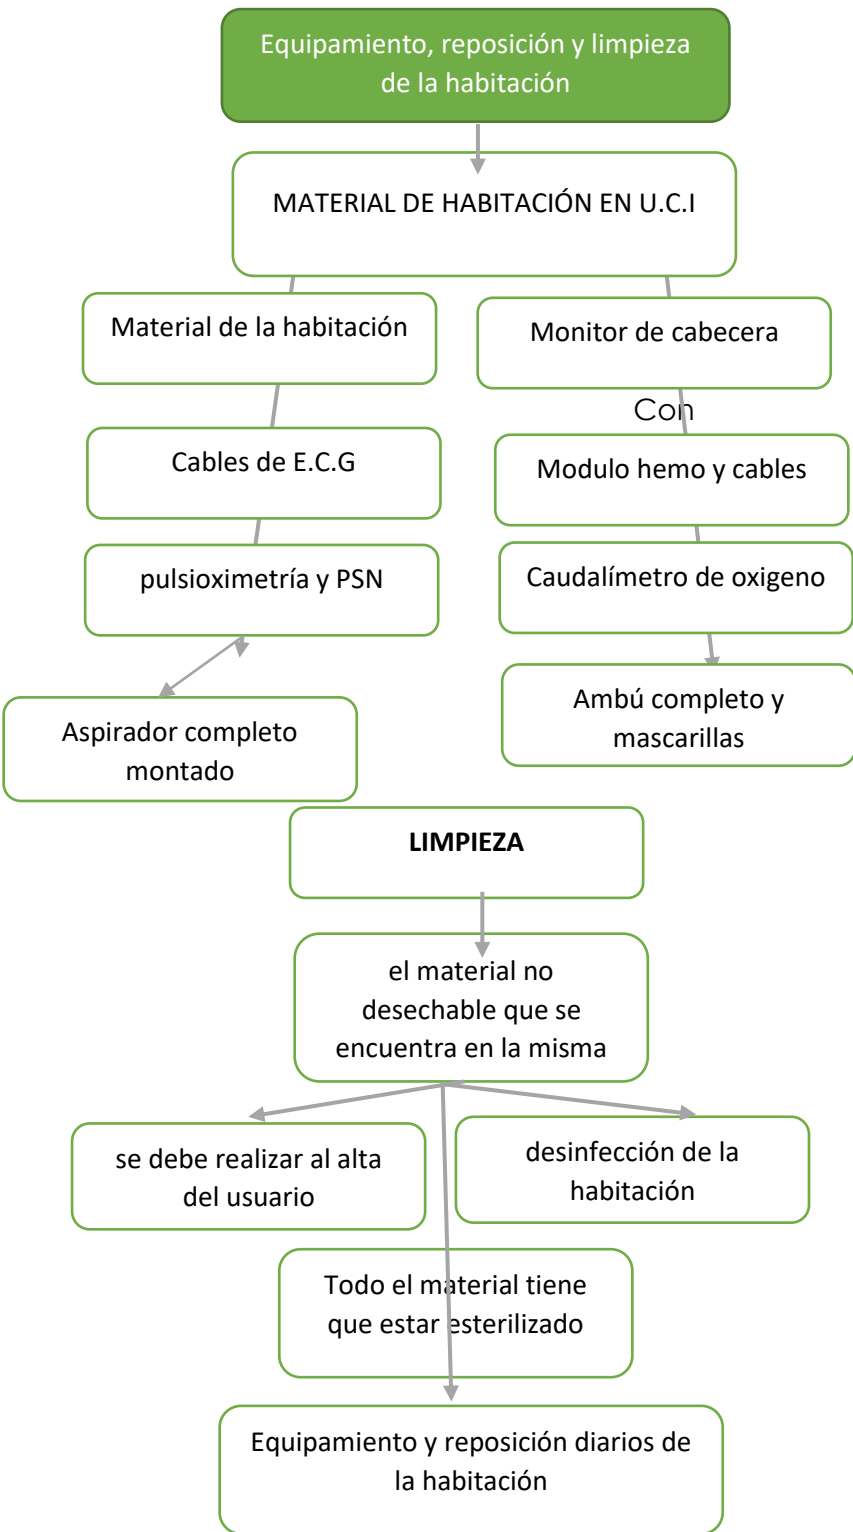 Equipamiento, reposición y limpieza
de la habitación
MATERIAL DE HABITACIÓN EN U.C.I
Material de la habitación
Monitor de cabecera
Con
Cables de E.C.G
Modulo hemo y cables
pulsioximetría y PSN
Caudalímetro de oxigeno
Aspirador completo
montado
Ambú completo y
mascarillas
LIMPIEZA
el material no
desechable que se
encuentra en la misma
se debe realizar al alta
del usuario
desinfección de la
habitación
Todo el material tiene
que estar esterilizado
Equipamiento y reposición diarios de
la habitación